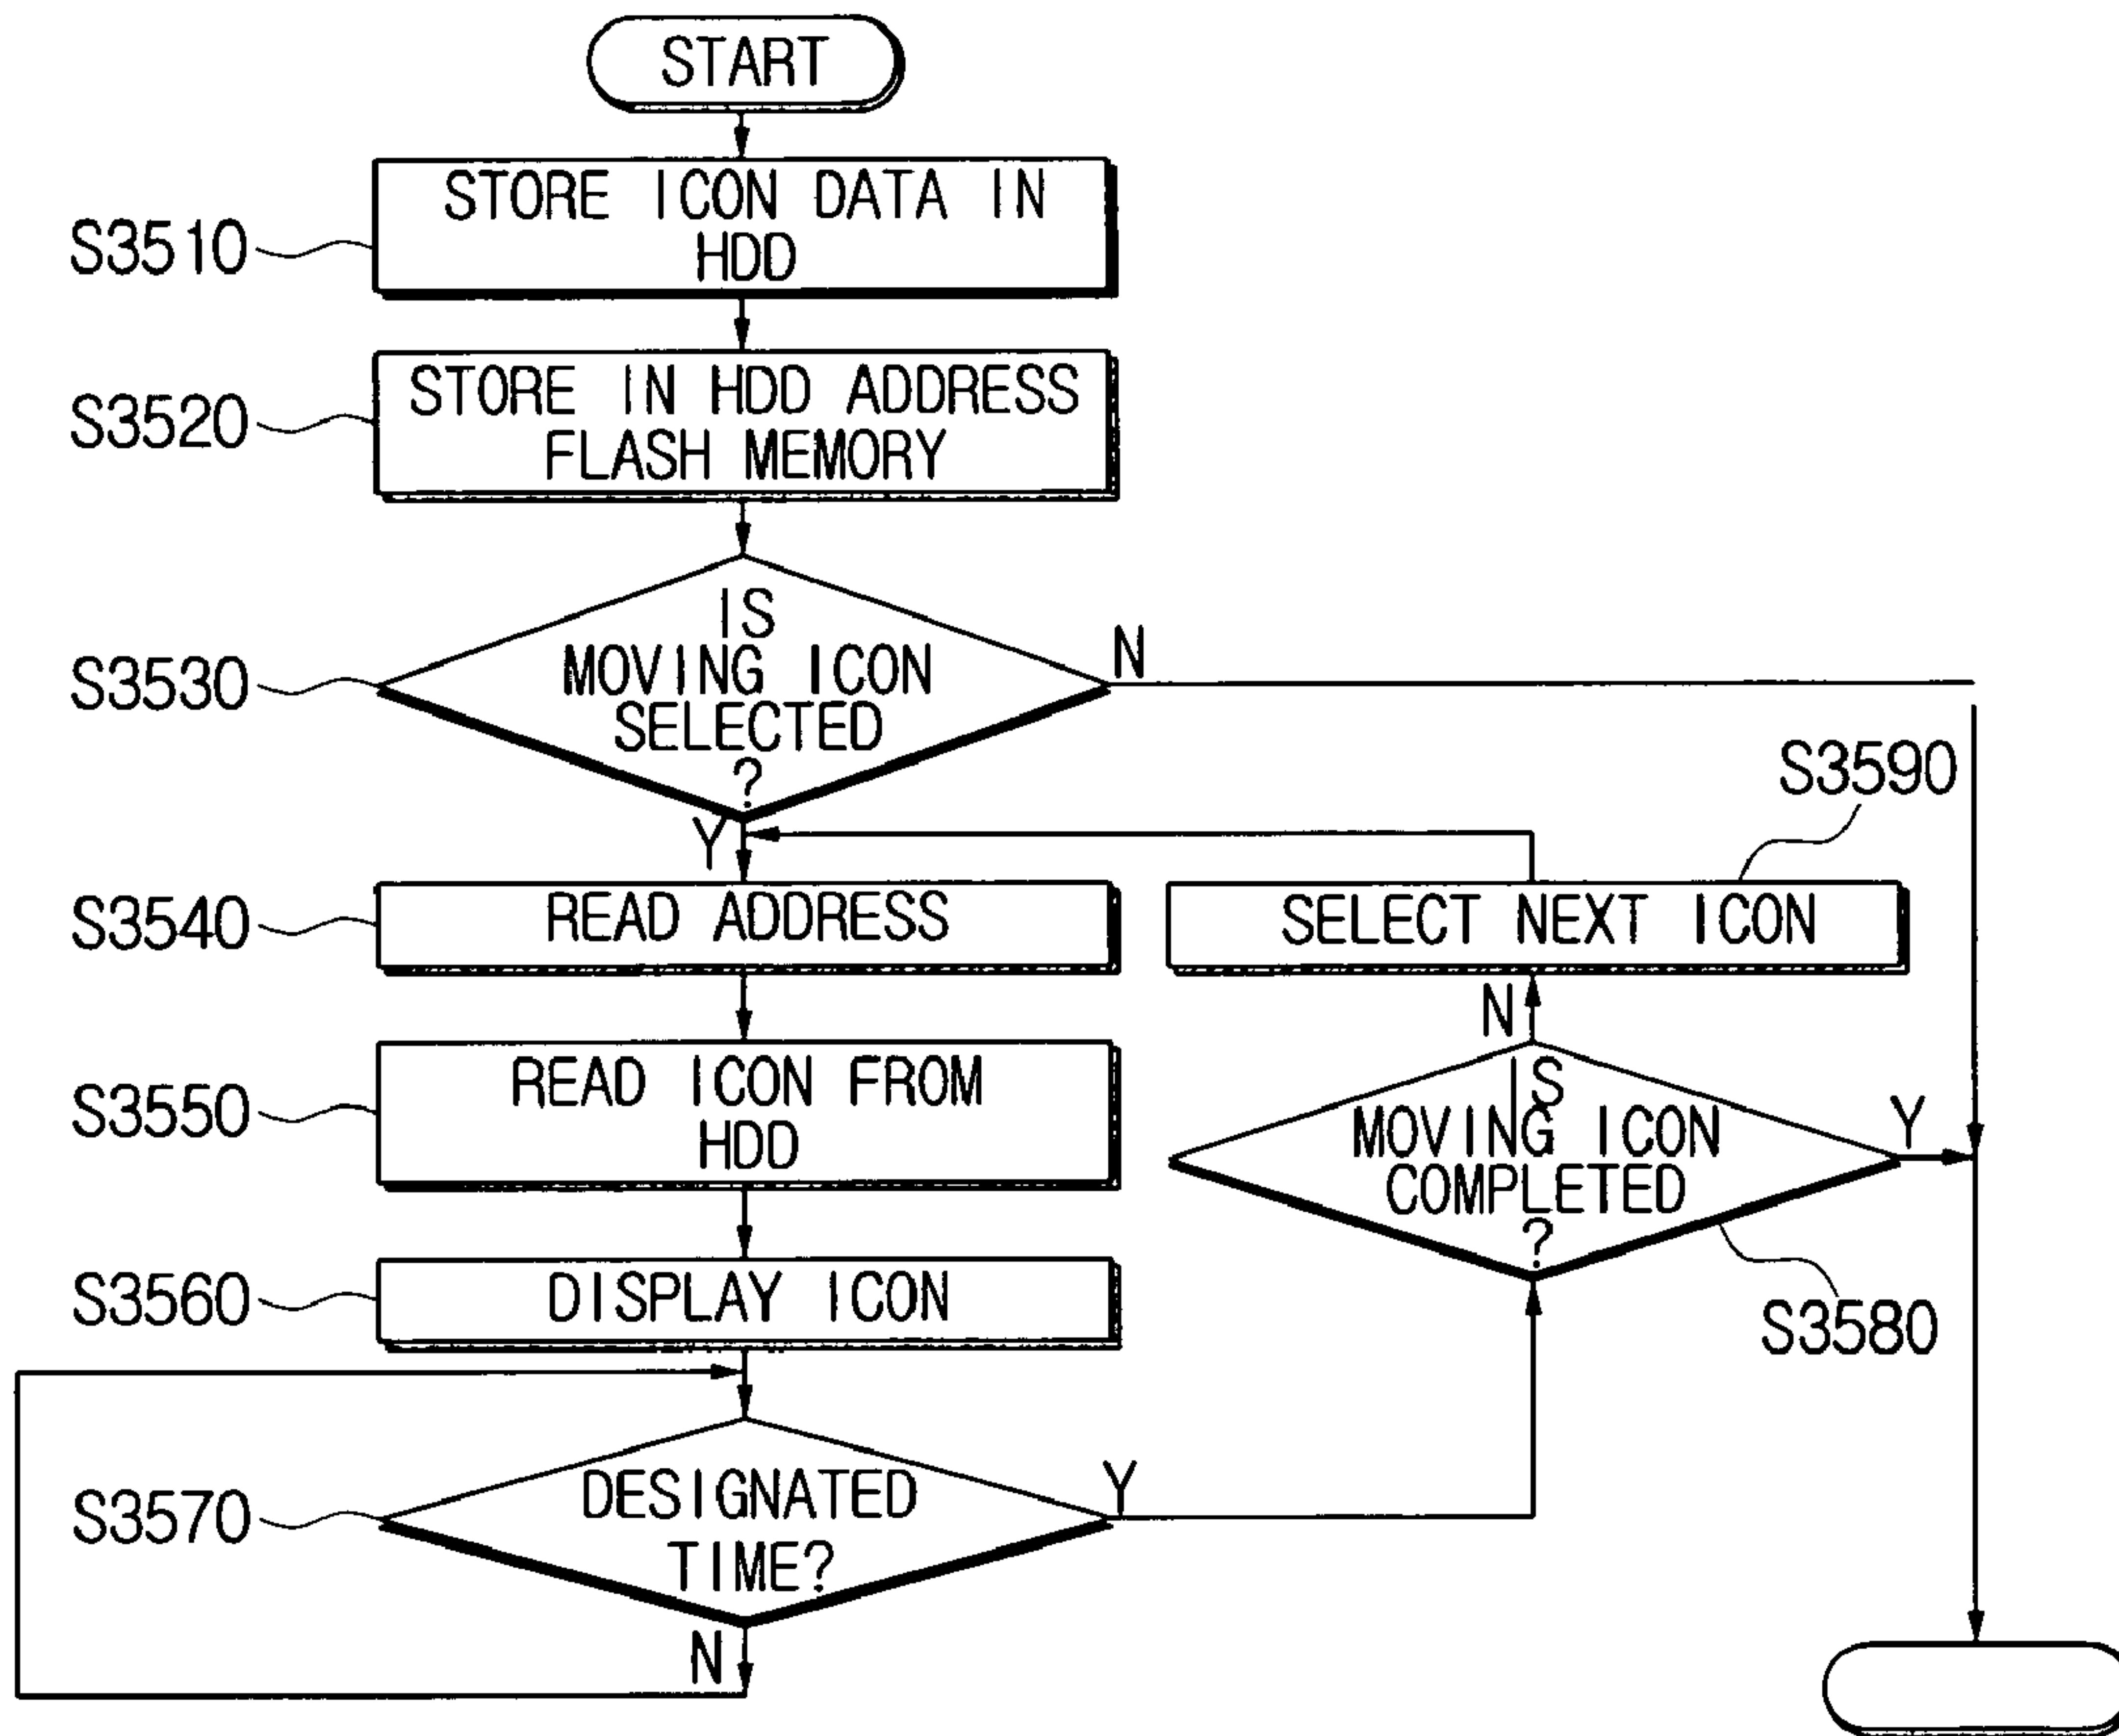 START
S3510
STORE ICON DATA IN
HDD
S3520
STORE IN HDD ADDRESS
FLASH MEMORY
S3530
IS
MOVING ICON
SELECTED
?
N
Y
S3540
READ ADDRESS
S3590
SELECT NEXT ICON
N
S3550
READ ICON FROM
HDD
IS
MOVING ICON
COMPLETED
?
Y
S3580
S3560
DISPLAY ICON
S3570
DESIGNATED
TIME?
Y
N